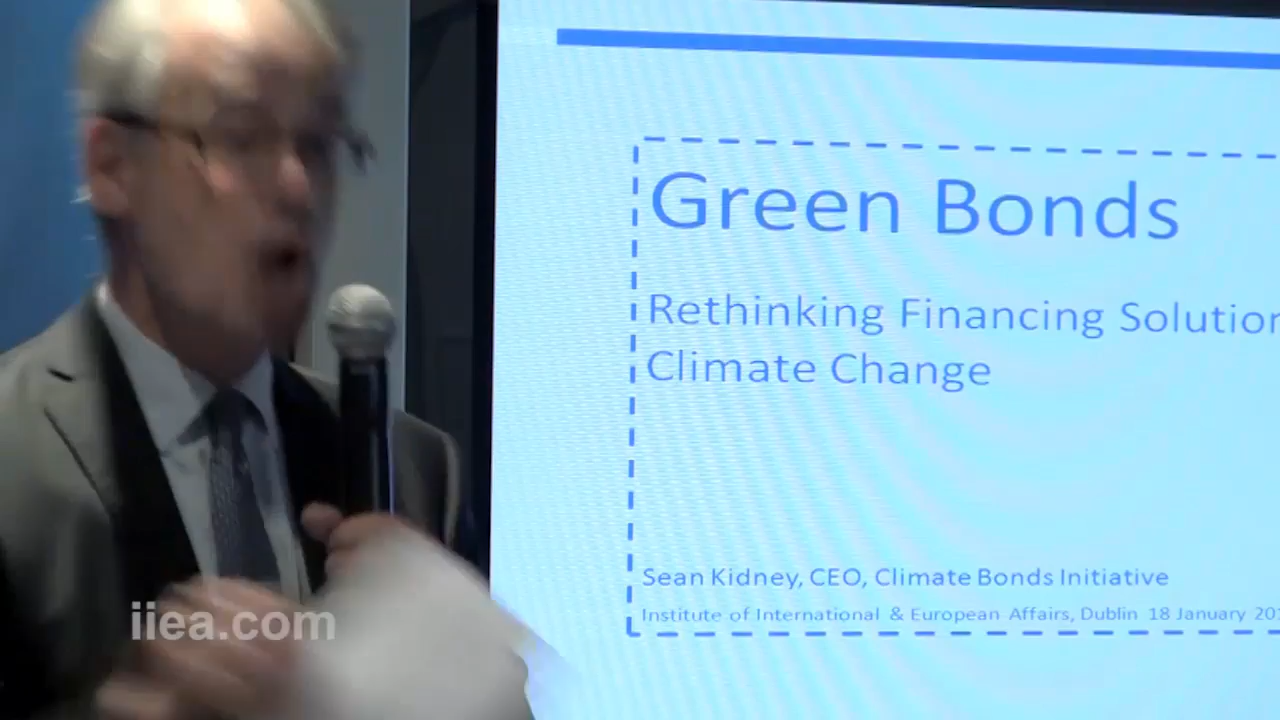 Green Bonds
Rethinking Financing Solution
Climate Change
Sean Kidney, CEO, Climate Bonds Initiative
Institute of International & European Affairs, Dublin 18 January 20
iiea.com